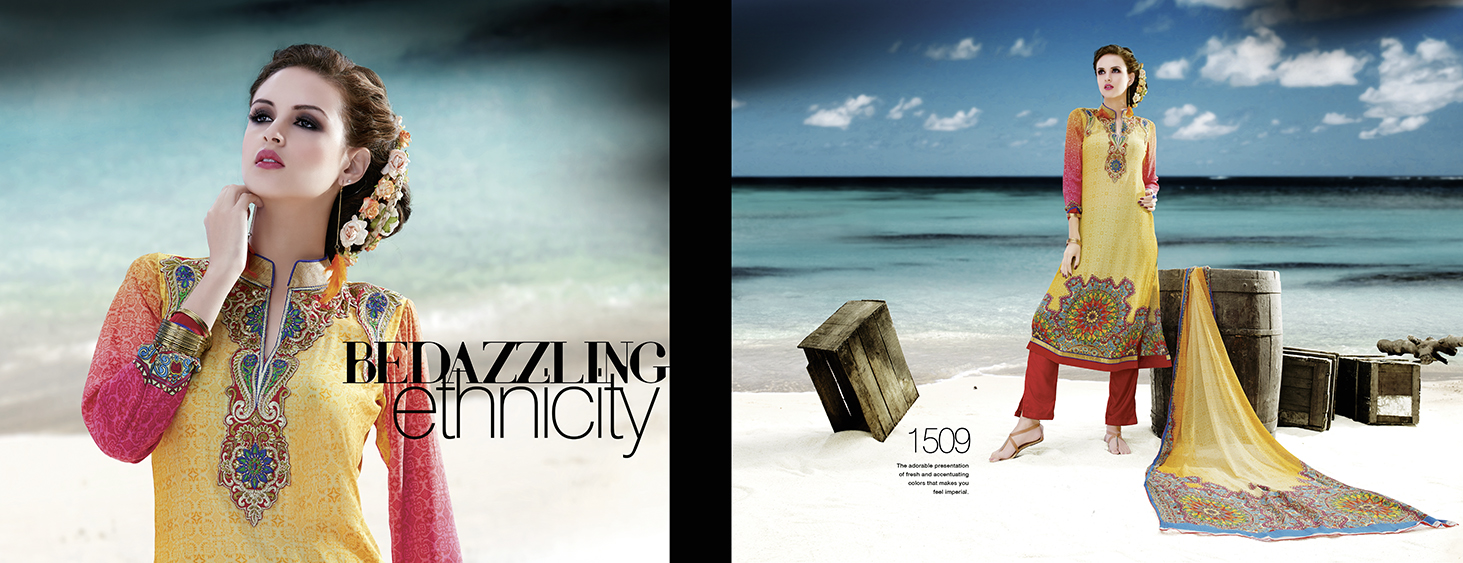 BEDAZZLING
ethnicity
1509
The adorable presentation
of fresh and accentuating
colors that makes you
feel imperial.